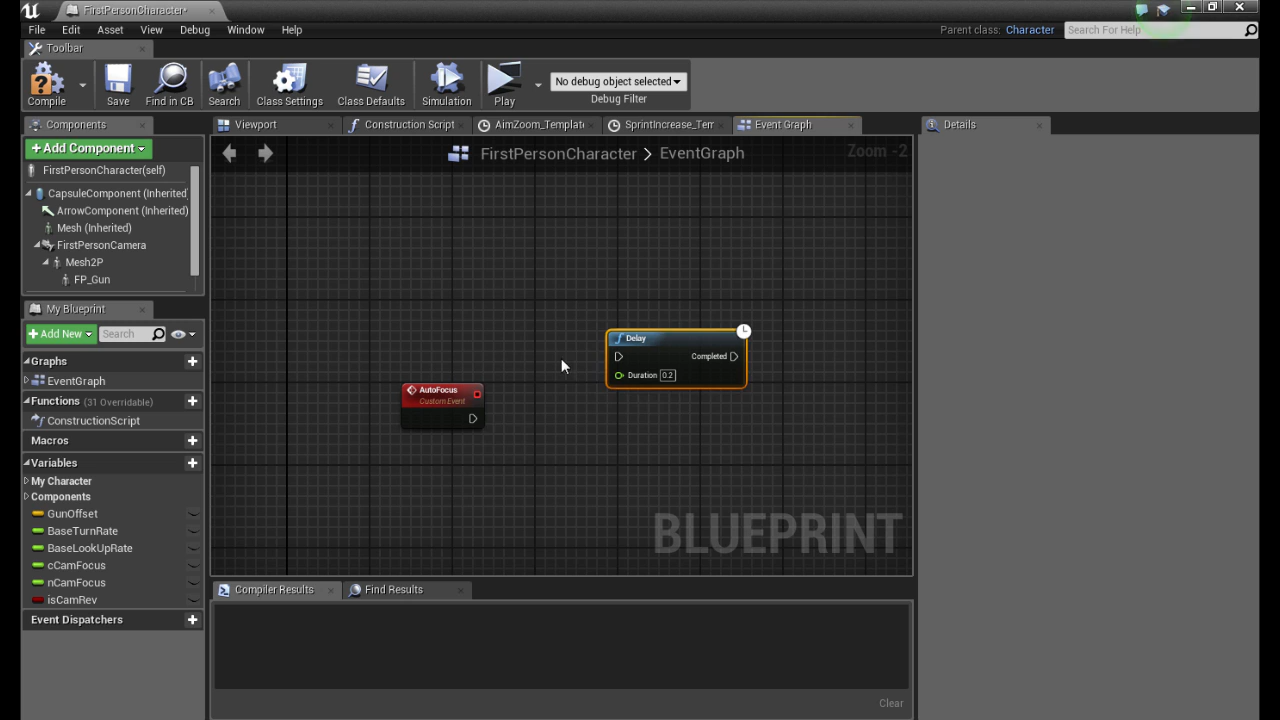 FirstPersonCharacter*
File Edit Asset View Debug Window Help
Parent class: Character
Search For Help
Toolbar
Compile
Save
Find in CB
Search
Class Settings
Class Defaults
Simulation
Play
No debug object selected
Debug Filter
Components
Viewport
Construction Script
AimZoom_Template
SprintIncrease_Tem
Event Graph
Details
+Add Component
FirstPersonCharacter > EventGraph
Zoom -2
FirstPersonCharacter(self)
CapsuleComponent (Inherited)
ArrowComponent (Inherited)
Mesh (Inherited)
FirstPersonCamera
Mesh2P
FP_Gun
My Blueprint
+Add New
Search
Graphs
EventGraph
Functions (31 Overridable)
ConstructionScript
Macros
Variables
My Character
Components
GunOffset
BaseTurnRate
BaseLookUpRate
cCamFocus
nCamFocus
isCamRev
Event Dispatchers
Delay
Completed
Duration 0.2
AutoFocus
Custom Event
BLUEPRINT
Compiler Results
Find Results
Clear